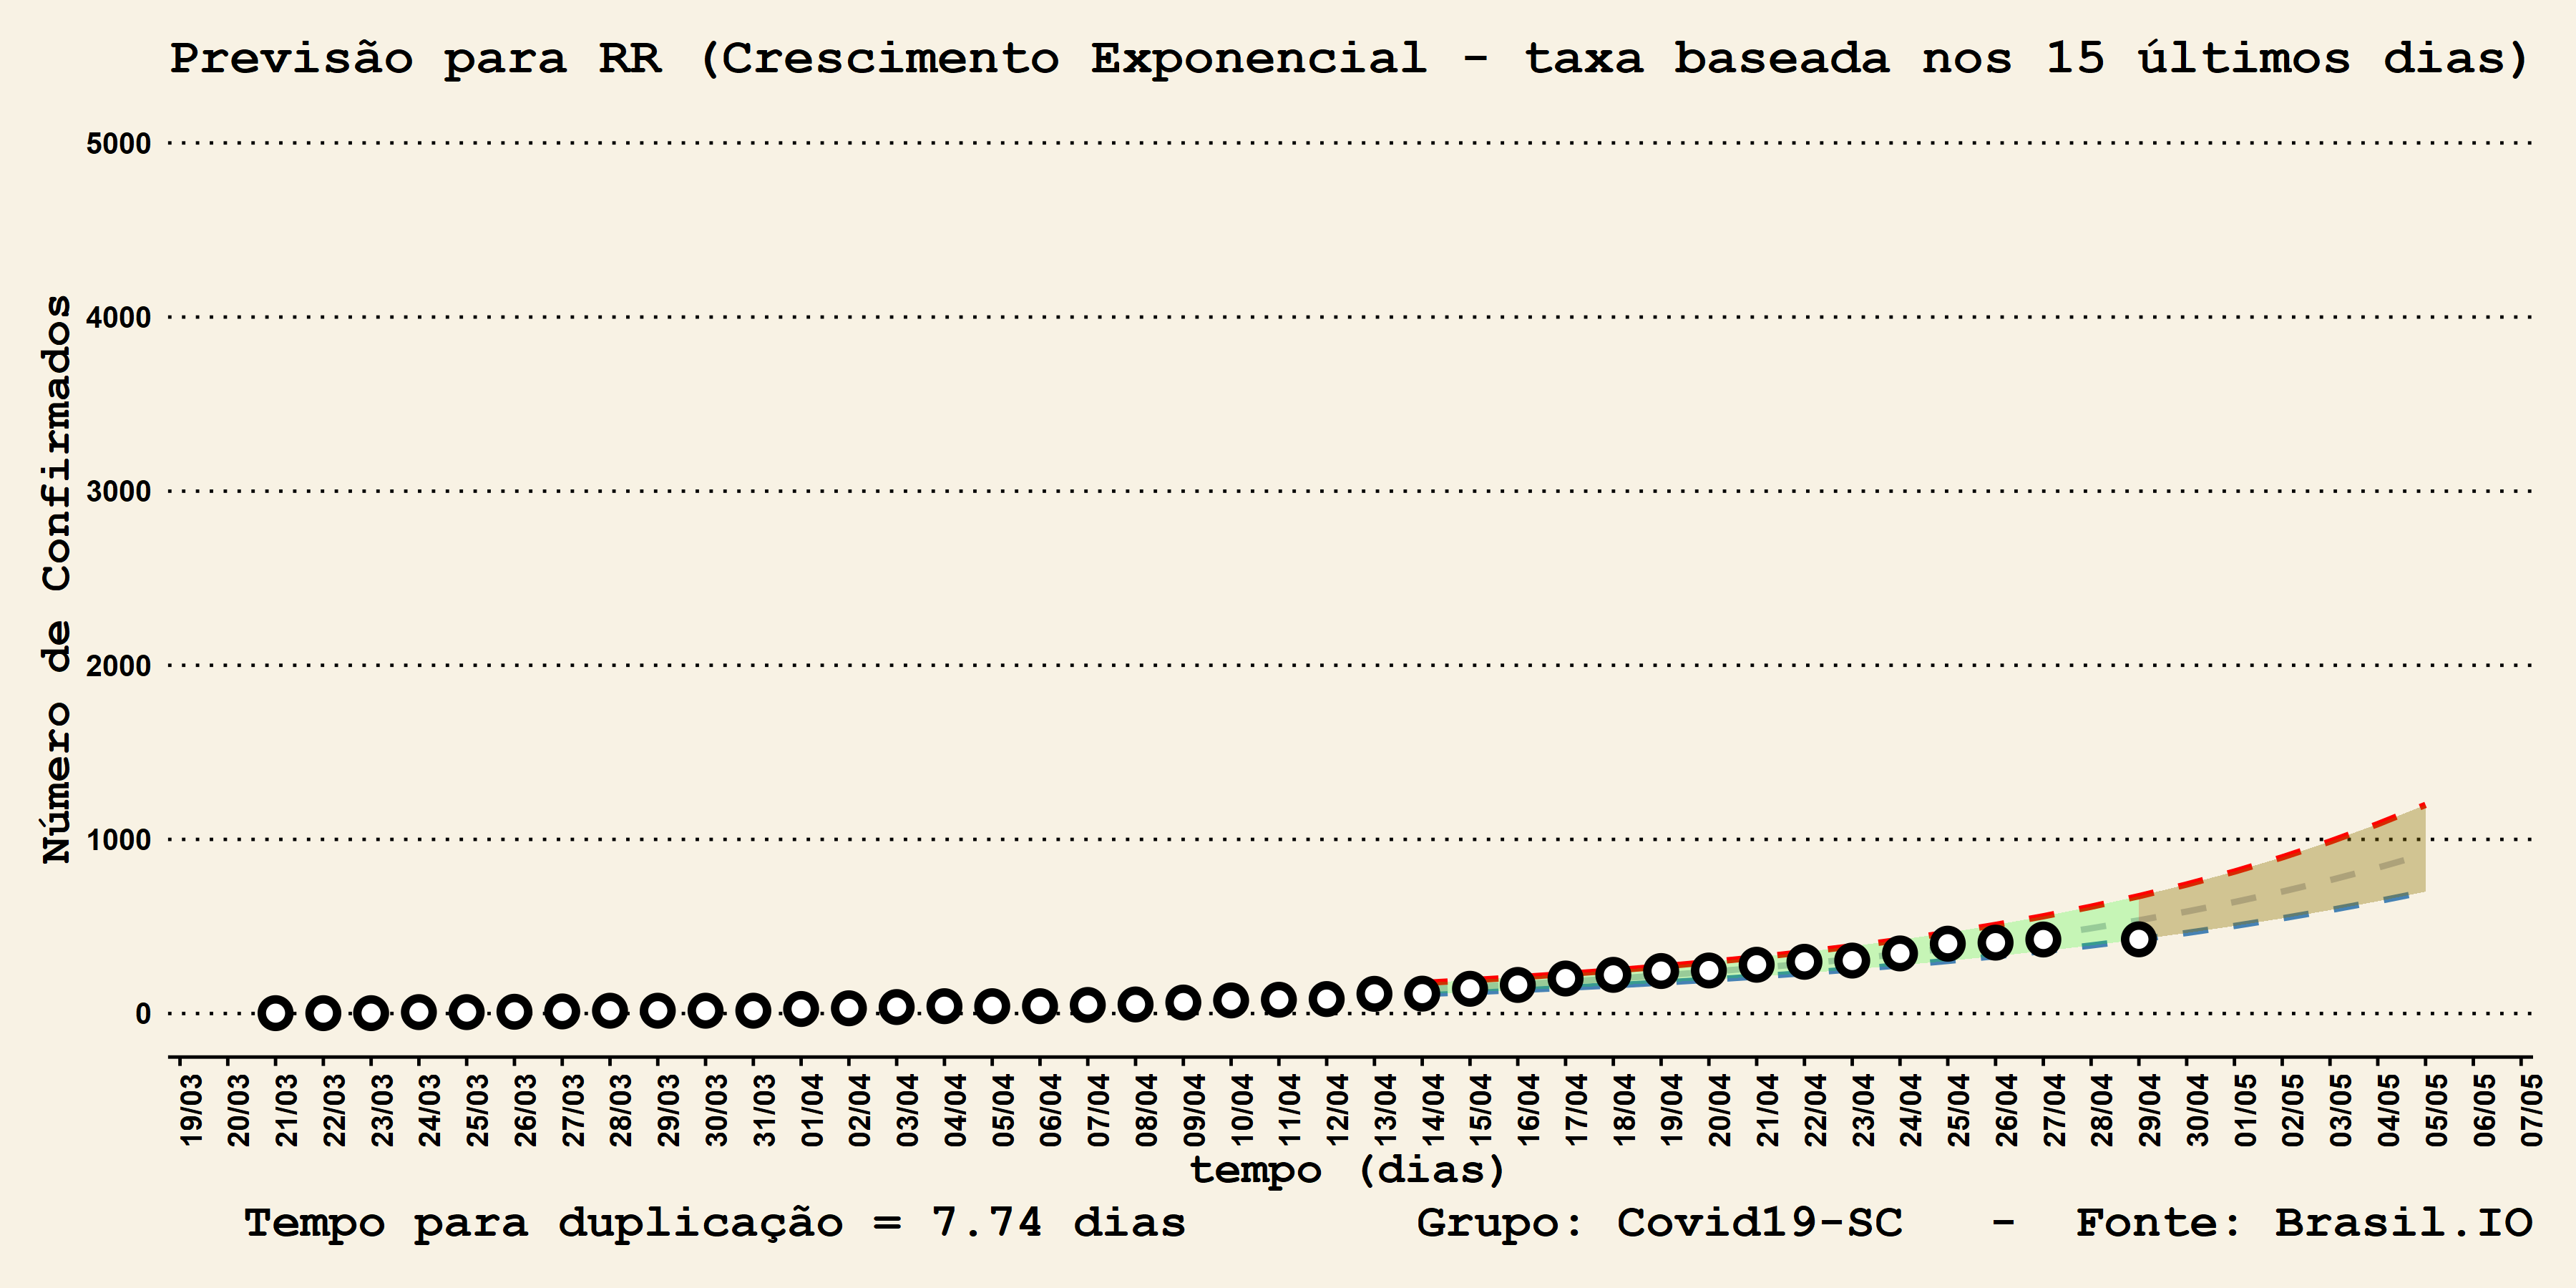 Previsão para RR (Crescimento Exponencial - taxa baseada nos 15 últimos dias)
Número de Confirmados
5000
4000
3000
2000
1000
0
19/03 20/03 21/03 22/03 23/03 24/03 25/03 26/03 27/03 28/03 29/03 30/03 31/03 01/04 02/04 03/04 04/04 05/04 06/04 07/04 08/04 09/04 10/04 11/04 12/04 13/04 14/04 15/04 16/04 17/04 18/04 19/04 20/04 21/04 22/04 23/04 24/04 25/04 26/04 27/04 28/04 29/04 30/04 01/05 02/05 03/05 04/05 05/05 06/05 07/05
tempo (dias)
Tempo para duplicação = 7.74 dias Grupo: Covid19-SC - Fonte: Brasil.IO